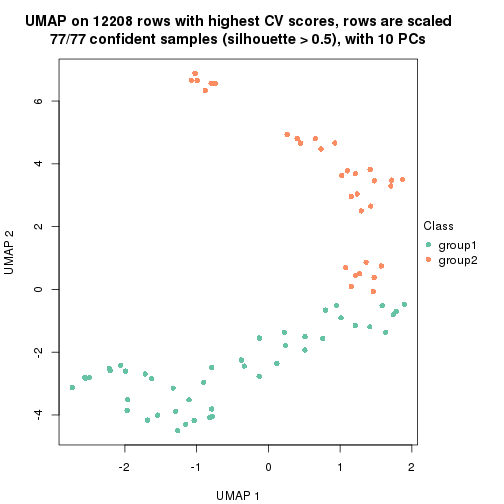 UMAP on 12208 rows with highest CV scores, rows are scaled
77/77 confident samples (silhouette > 0.5), with 10 PCs
6
4
2
0
-2
-4
UMAP 2
-2
-1
0
1
2
UMAP 1
Class
group1
group2